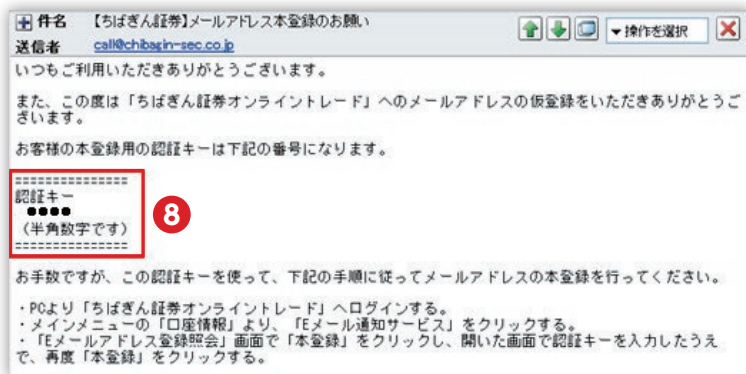 件名 【ちばぎん証券】メールアドレス本登録のお願い
▼操作を選択
送信者 call@chibagin-sec.co.jp
いつもご利用いただきありがとうございます。
また、この度は「ちばぎん証券オンライントレード」へのメールアドレスの仮登録をいただきありがとうご
ざいます。
お客様の本登録用の認証キーは下記の番号になります。
===============
認証キー
●●●●
（半角数字です）
===============
8
お手数ですが、この認証キーを使って、下記の手順に従ってメールアドレスの本登録を行ってください。
・PCより「ちばぎん証券オンライントレード」へログインする。
・メインメニューの「口座情報」より、「Eメール通知サービス」をクリックする。
・「Eメールアドレス登録照会」画面で「本登録」をクリックし、開いた画面で認証キーを入力したうえ
で、再度「本登録」をクリックする。